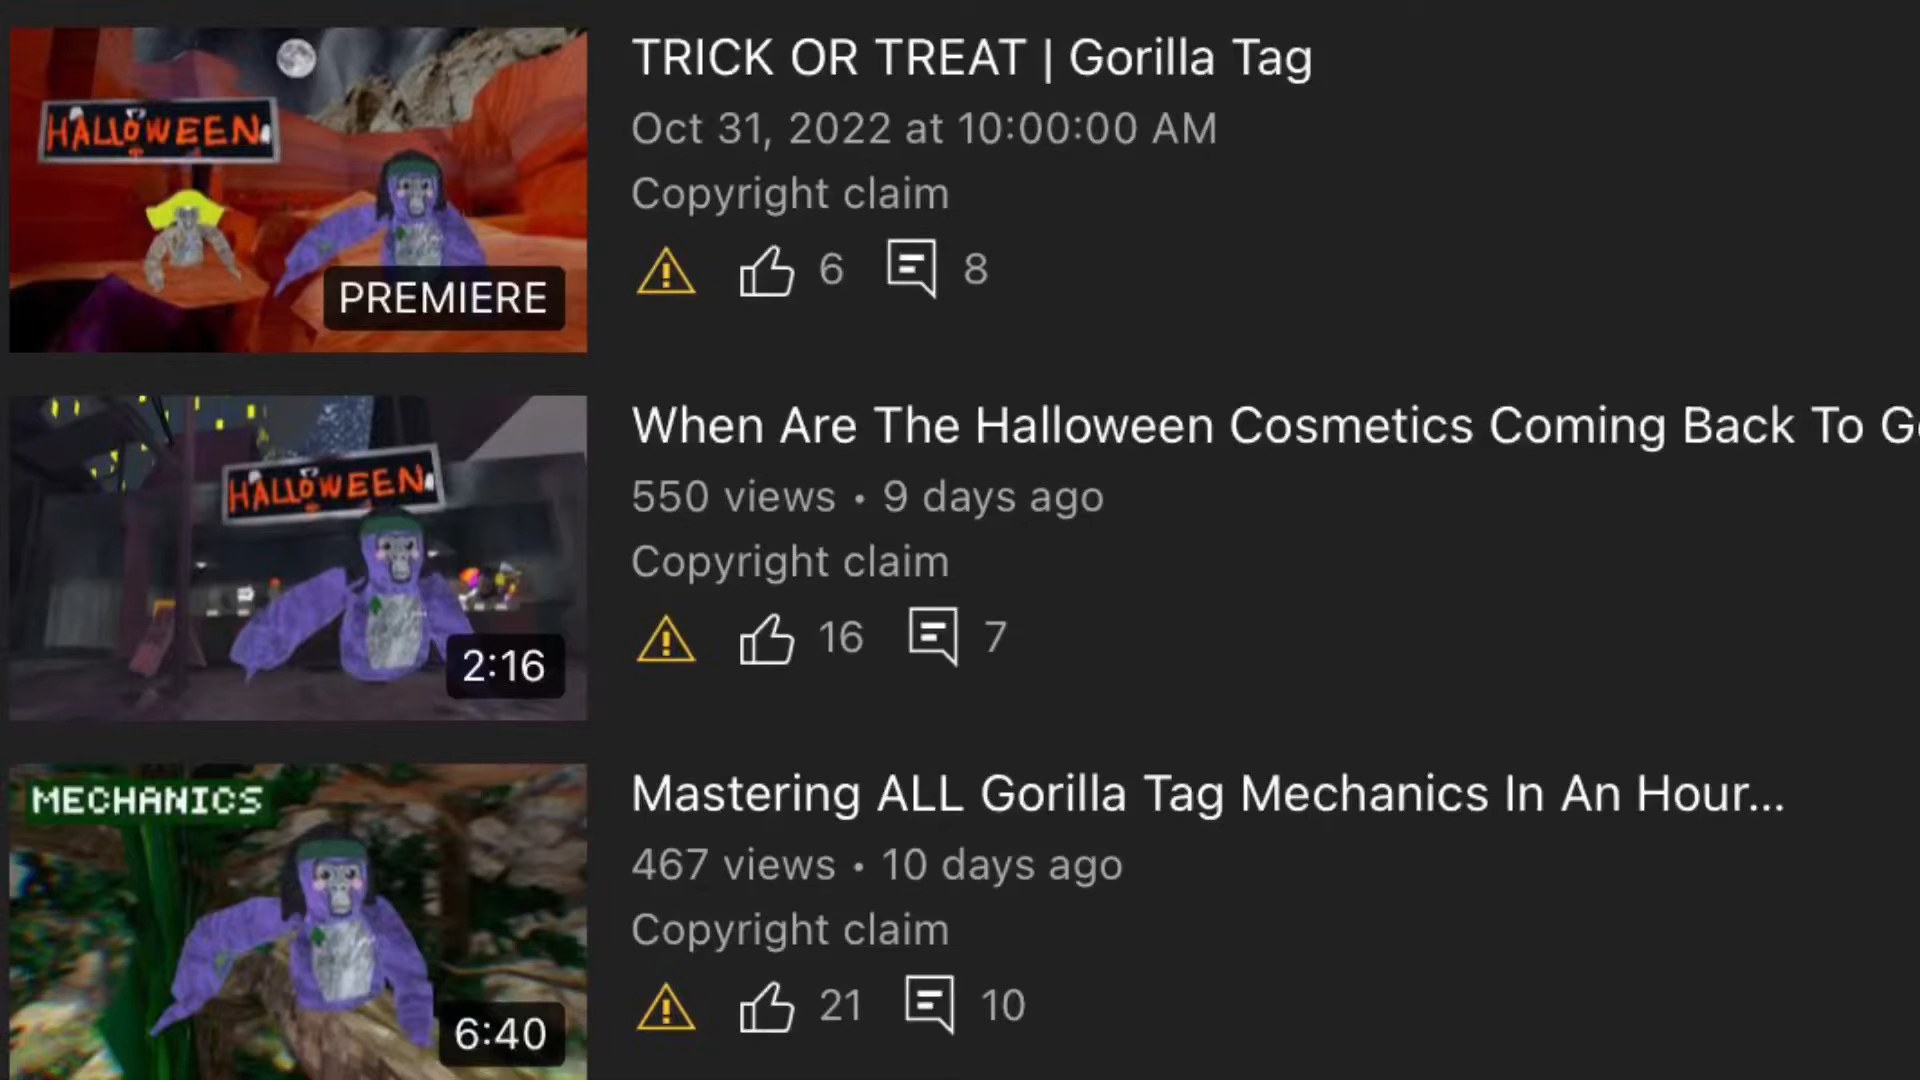 HALLOWEEN
PREMIERE
TRICK OR TREAT | Gorilla Tag
Oct 31, 2022 at 10:00:00 AM
Copyright claim
6 8
HALLOWEEN
2:16
When Are The Halloween Cosmetics Coming Back To G
550 views • 9 days ago
Copyright claim
16 7
MECHANICS
6:40
Mastering ALL Gorilla Tag Mechanics In An Hour...
467 views • 10 days ago
Copyright claim
21 10